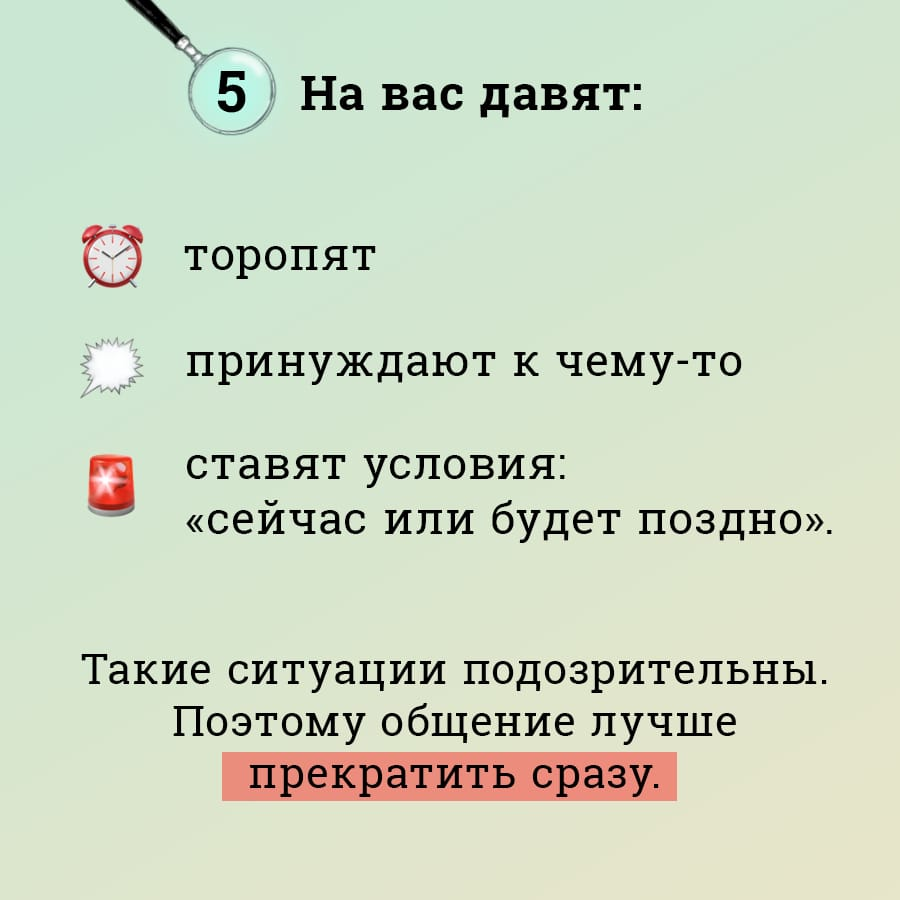 5 На вас давят:
торопят
принуждают к чему-то
ставят условия:
«сейчас или будет поздно».
Такие ситуации подозрительны.
Поэтому общение лучше
прекратить сразу.